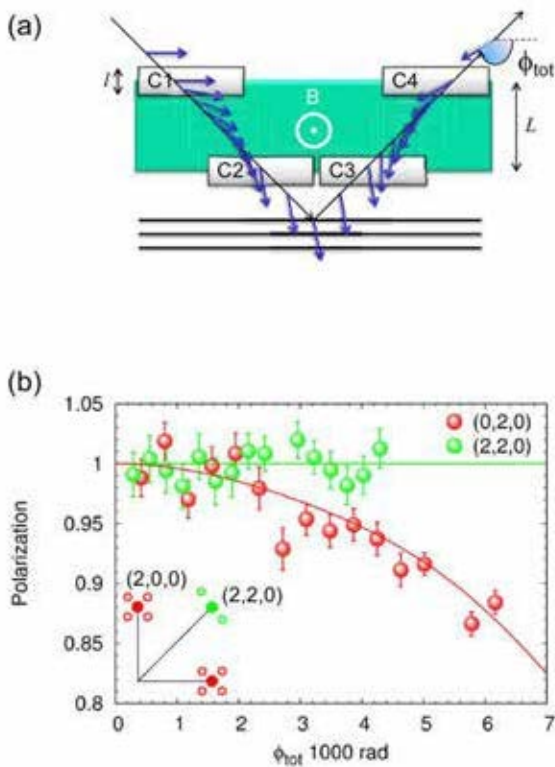 (a)
l
C1
C4
ϕtot
B
L
C2
C3
(b)
1.05
1
0.95
0.9
0.85
0.8
Polarization
(0,2,0)
(2,2,0)
(2,0,0)
(2,2,0)
0 1 2 3 4 5 6 7
ϕtot 1000 rad